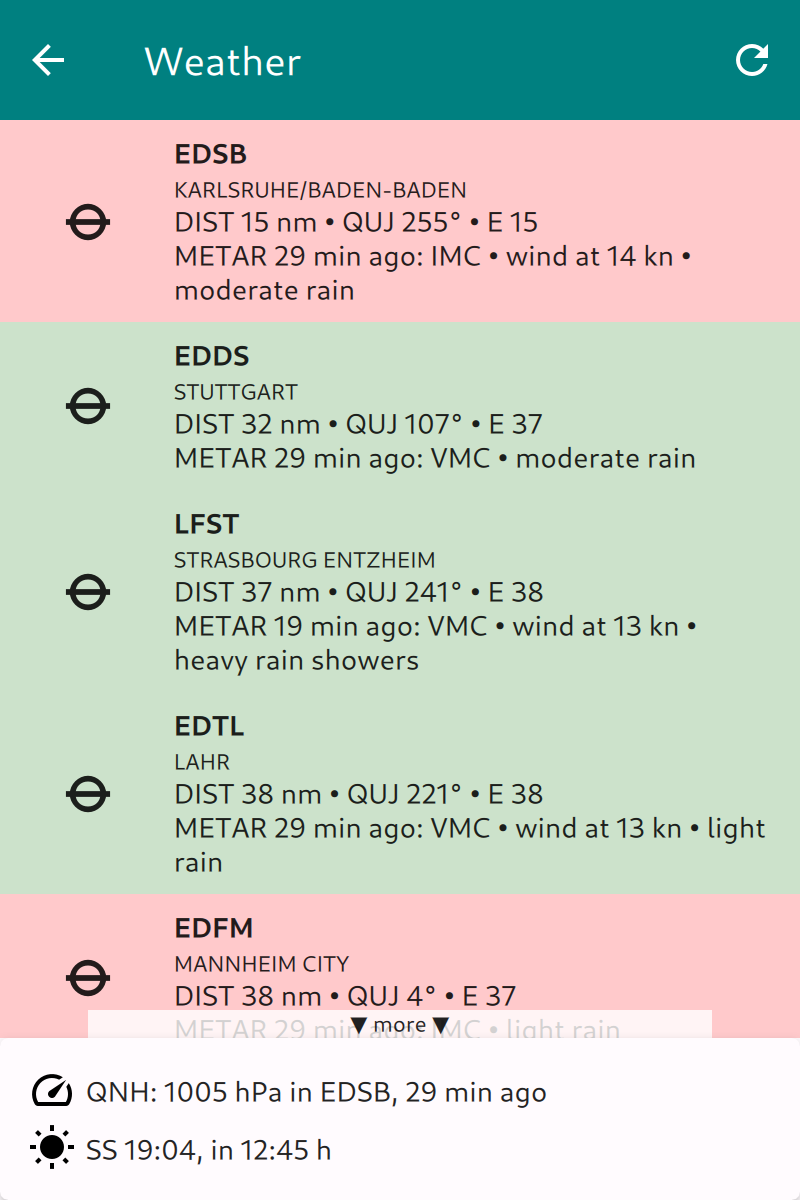 Weather
EDSB
KARLSRUHE/BADEN-BADEN
DIST 15 nm • QUJ 255° • E 15
METAR 29 min ago: IMC • wind at 14 kn •
moderate rain
EDDS
STUTTGART
DIST 32 nm • QUJ 107° • E 37
METAR 29 min ago: VMC • moderate rain
LFST
STRASBOURG ENTZHEIM
DIST 37 nm • QUJ 241° • E 38
METAR 19 min ago: VMC • wind at 13 kn •
heavy rain showers
EDTL
LAHR
DIST 38 nm • QUJ 221° • E 38
METAR 29 min ago: VMC • wind at 13 kn • light
rain
EDFM
MANNHEIM CITY
DIST 38 nm • QUJ 4° • E 37
METAR 29 min ago: IMC • light rain
▼ more ▼
QNH: 1005 hPa in EDSB, 29 min ago
SS 19:04, in 12:45 h